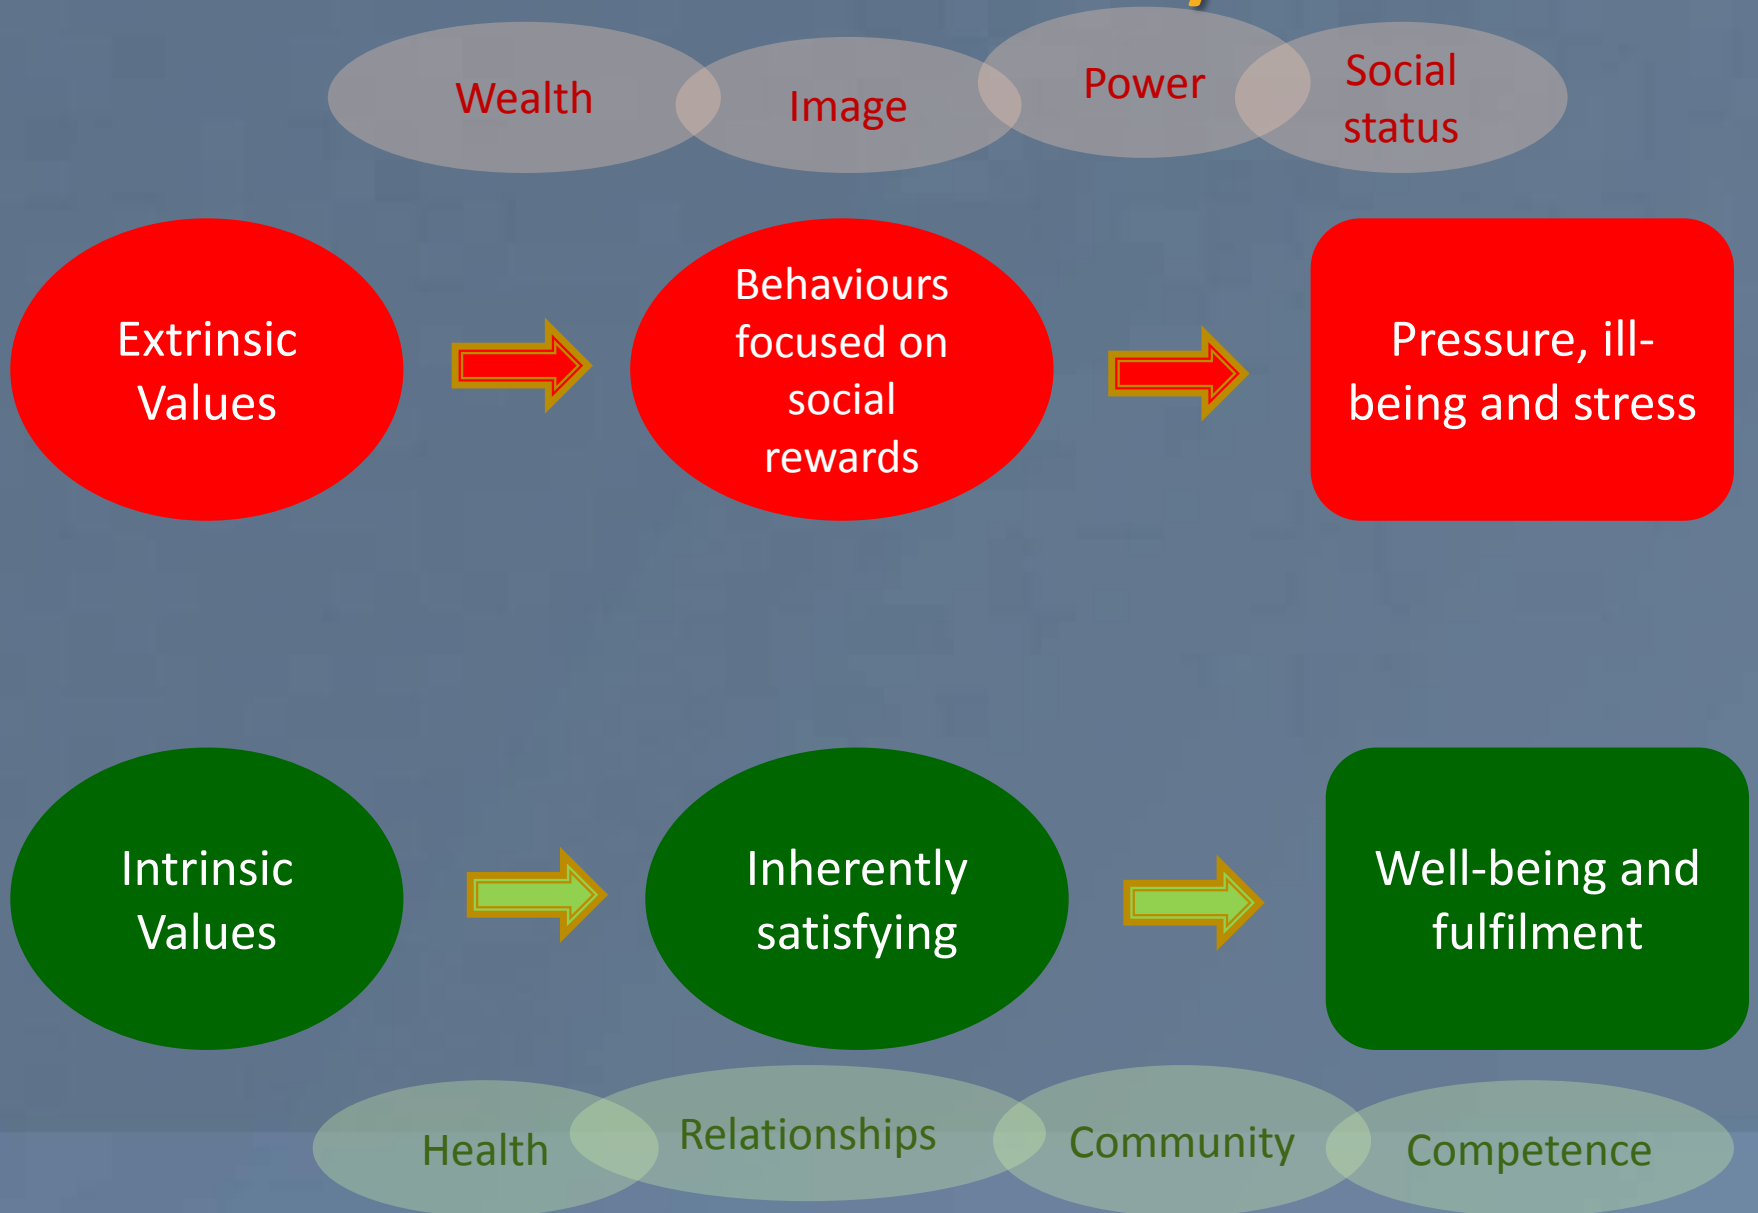 Wealth
Image
Power
Social
status
Extrinsic
Values
Behaviours
focused on
social
rewards
Pressure, ill-
being and stress
Intrinsic
Values
Inherently
satisfying
Well-being and
fulfilment
Health
Relationships
Community
Competence